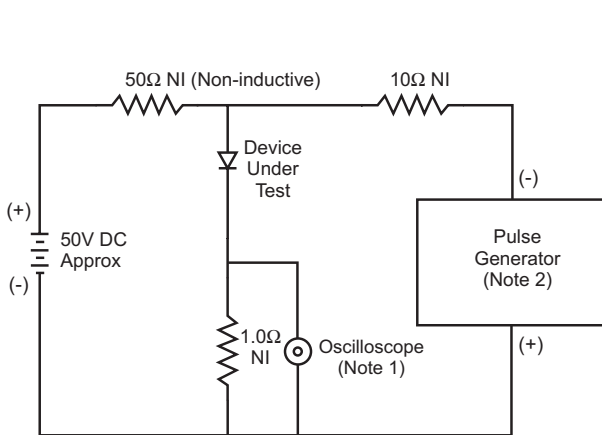 50Ω NI (Non-inductive)
10Ω NI
Device
Under
Test
(-)
(+)
50V DC
Approx
(-)
Pulse
Generator
(Note 2)
1.0Ω
NI
Oscilloscope
(Note 1)
(+)